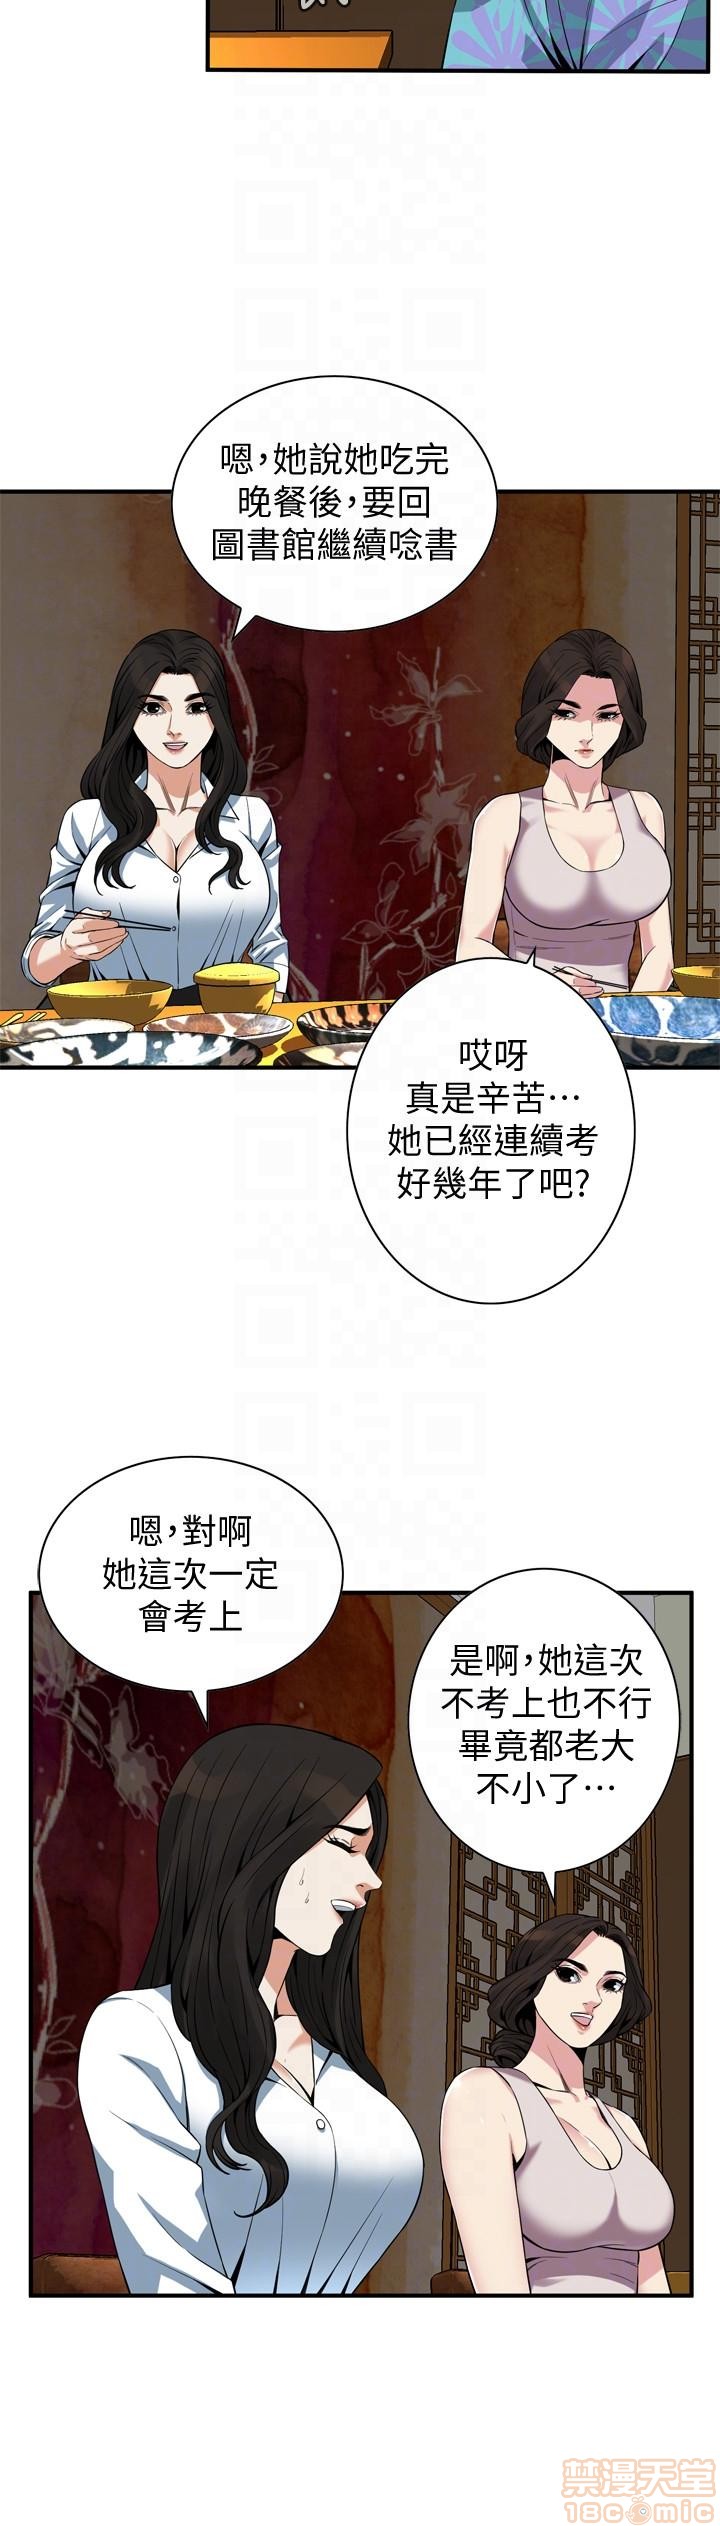 嗯,她說她吃完
晚餐後,要回
圖書館繼續唸書
哎呀
真是辛苦…
她已經連續考
好幾年了吧?
嗯,對啊
她這次一定
會考上
是啊,她這次
不考上也不行
畢竟都老大
不小了…
禁漫天堂
18comic.org